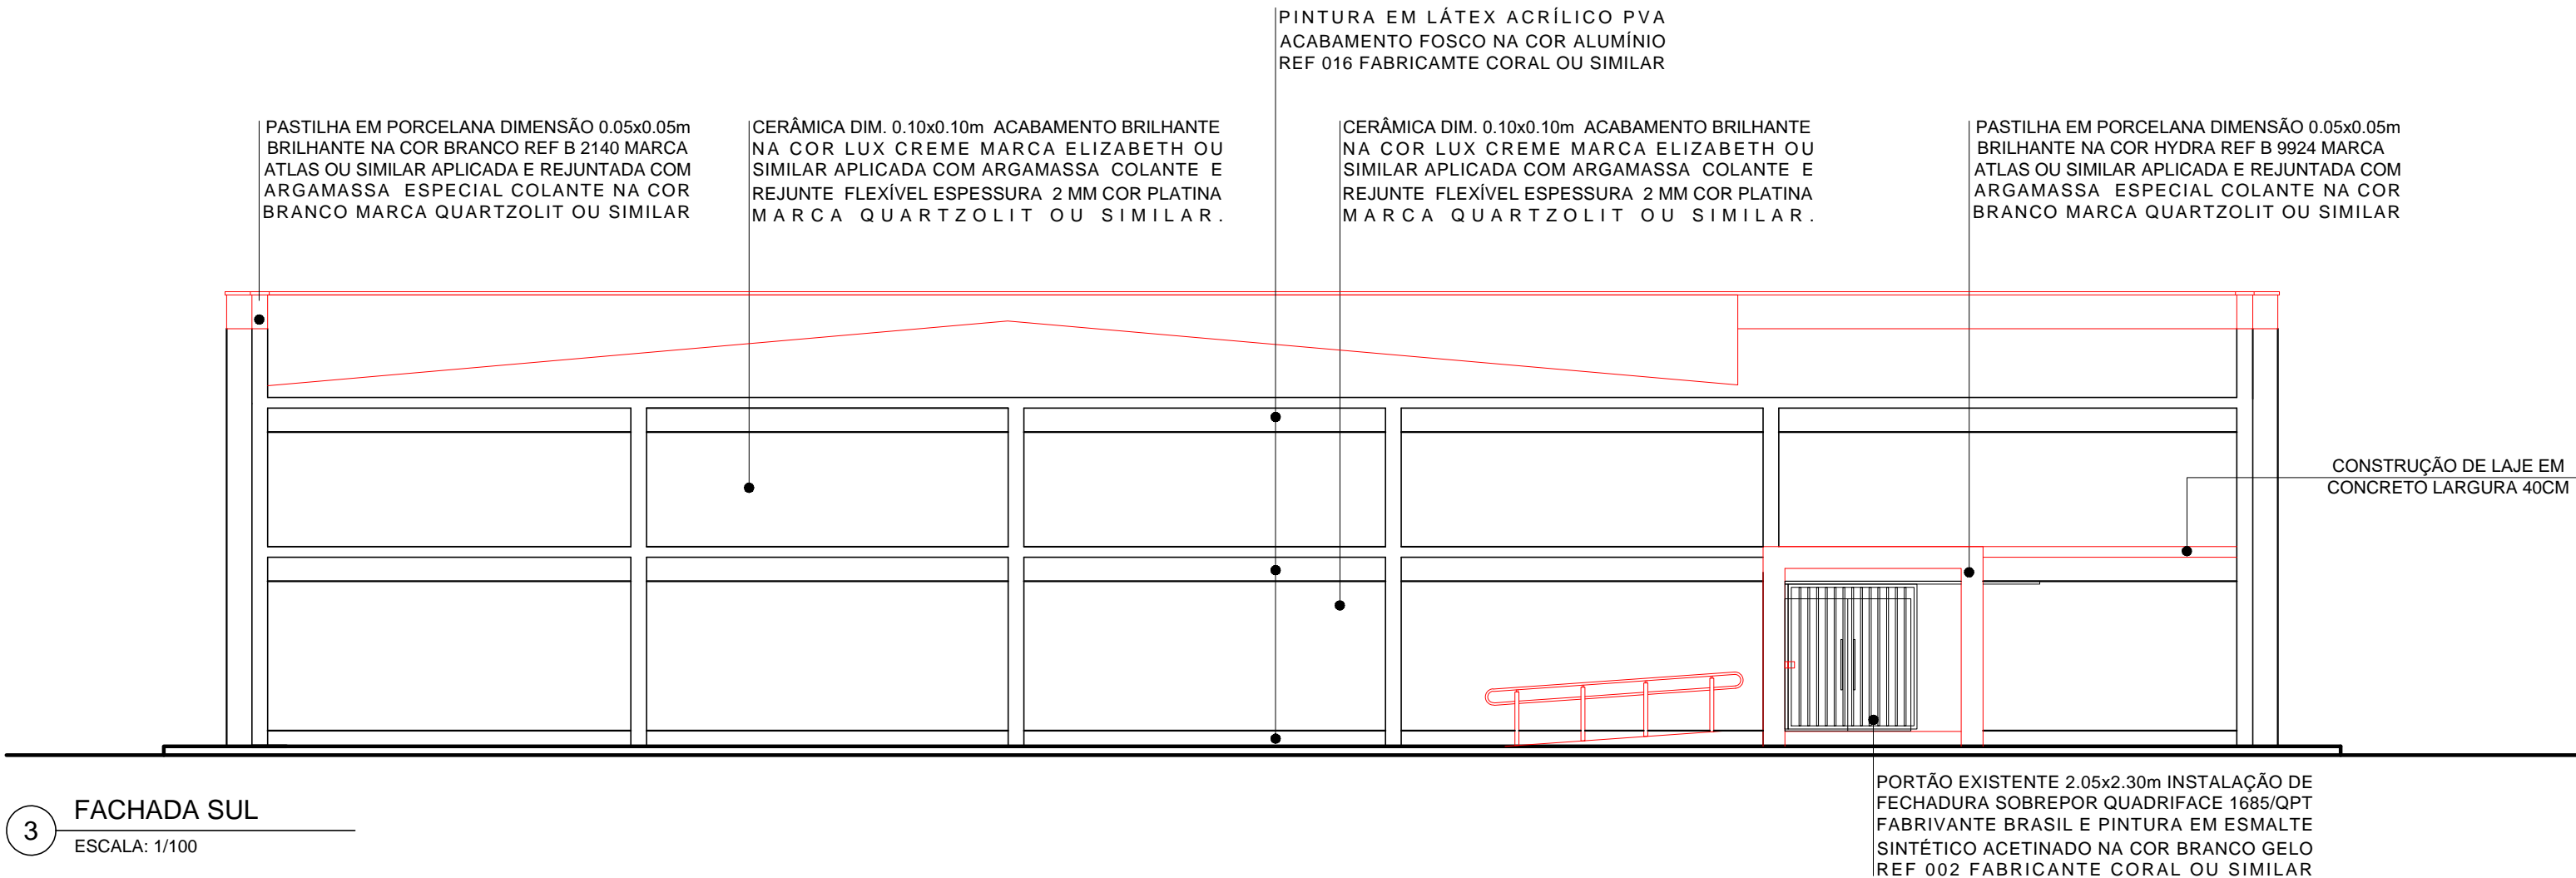 PINTURA EM LÁTEX ACRÍLICO PVA
ACABAMENTO FOSCO NA COR ALUMÍNIO
REF 016 FABRICAMTE CORAL OU SIMILAR
PASTILHA EM PORCELANA DIMENSÃO 0.05x0.05m
BRILHANTE NA COR BRANCO REF B 2140 MARCA
ATLAS OU SIMILAR APLICADA E REJUNTADA COM
ARGAMASSA ESPECIAL COLANTE NA COR
BRANCO MARCA QUARTZOLIT OU SIMILAR
CERÂMICA DIM. 0.10x0.10m ACABAMENTO BRILHANTE
NA COR LUX CREME MARCA ELIZABETH OU
SIMILAR APLICADA COM ARGAMASSA COLANTE E
REJUNTE FLEXÍVEL ESPESSURA 2 MM COR PLATINA
MARCA QUARTZOLIT OU SIMILAR.
CERÂMICA DIM. 0.10x0.10m ACABAMENTO BRILHANTE
NA COR LUX CREME MARCA ELIZABETH OU
SIMILAR APLICADA COM ARGAMASSA COLANTE E
REJUNTE FLEXÍVEL ESPESSURA 2 MM COR PLATINA
MARCA QUARTZOLIT OU SIMILAR.
PASTILHA EM PORCELANA DIMENSÃO 0.05x0.05m
BRILHANTE NA COR HYDRA REF B 9924 MARCA
ATLAS OU SIMILAR APLICADA E REJUNTADA COM
ARGAMASSA ESPECIAL COLANTE NA COR
BRANCO MARCA QUARTZOLIT OU SIMILAR
CONSTRUÇÃO DE LAJE EM
CONCRETO LARGURA 40CM
PORTÃO EXISTENTE 2.05x2.30m INSTALAÇÃO DE
FECHADURA SOBREPOR QUADRIFACE 1685/QPT
FABRIVANTE BRASIL E PINTURA EM ESMALTE
SINTÉTICO ACETINADO NA COR BRANCO GELO
REF 002 FABRICANTE CORAL OU SIMILAR
3 FACHADA SUL
ESCALA: 1/100